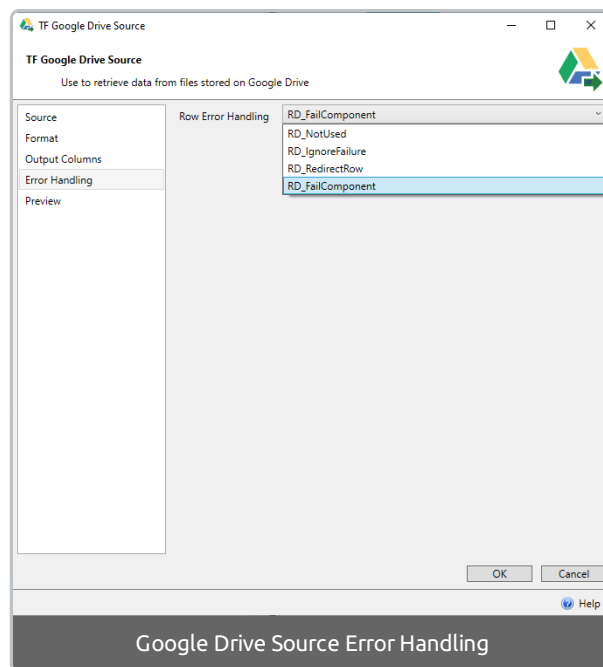 TF Google Drive Source
TF Google Drive Source
Use to retrieve data from files stored on Google Drive
Source
Format
Output Columns
Error Handling
Preview
Row Error Handling
RD_FailComponent
RD_NotUsed
RD_IgnoreFailure
RD_RedirectRow
RD_FailComponent
OK
Cancel
Help
Google Drive Source Error Handling